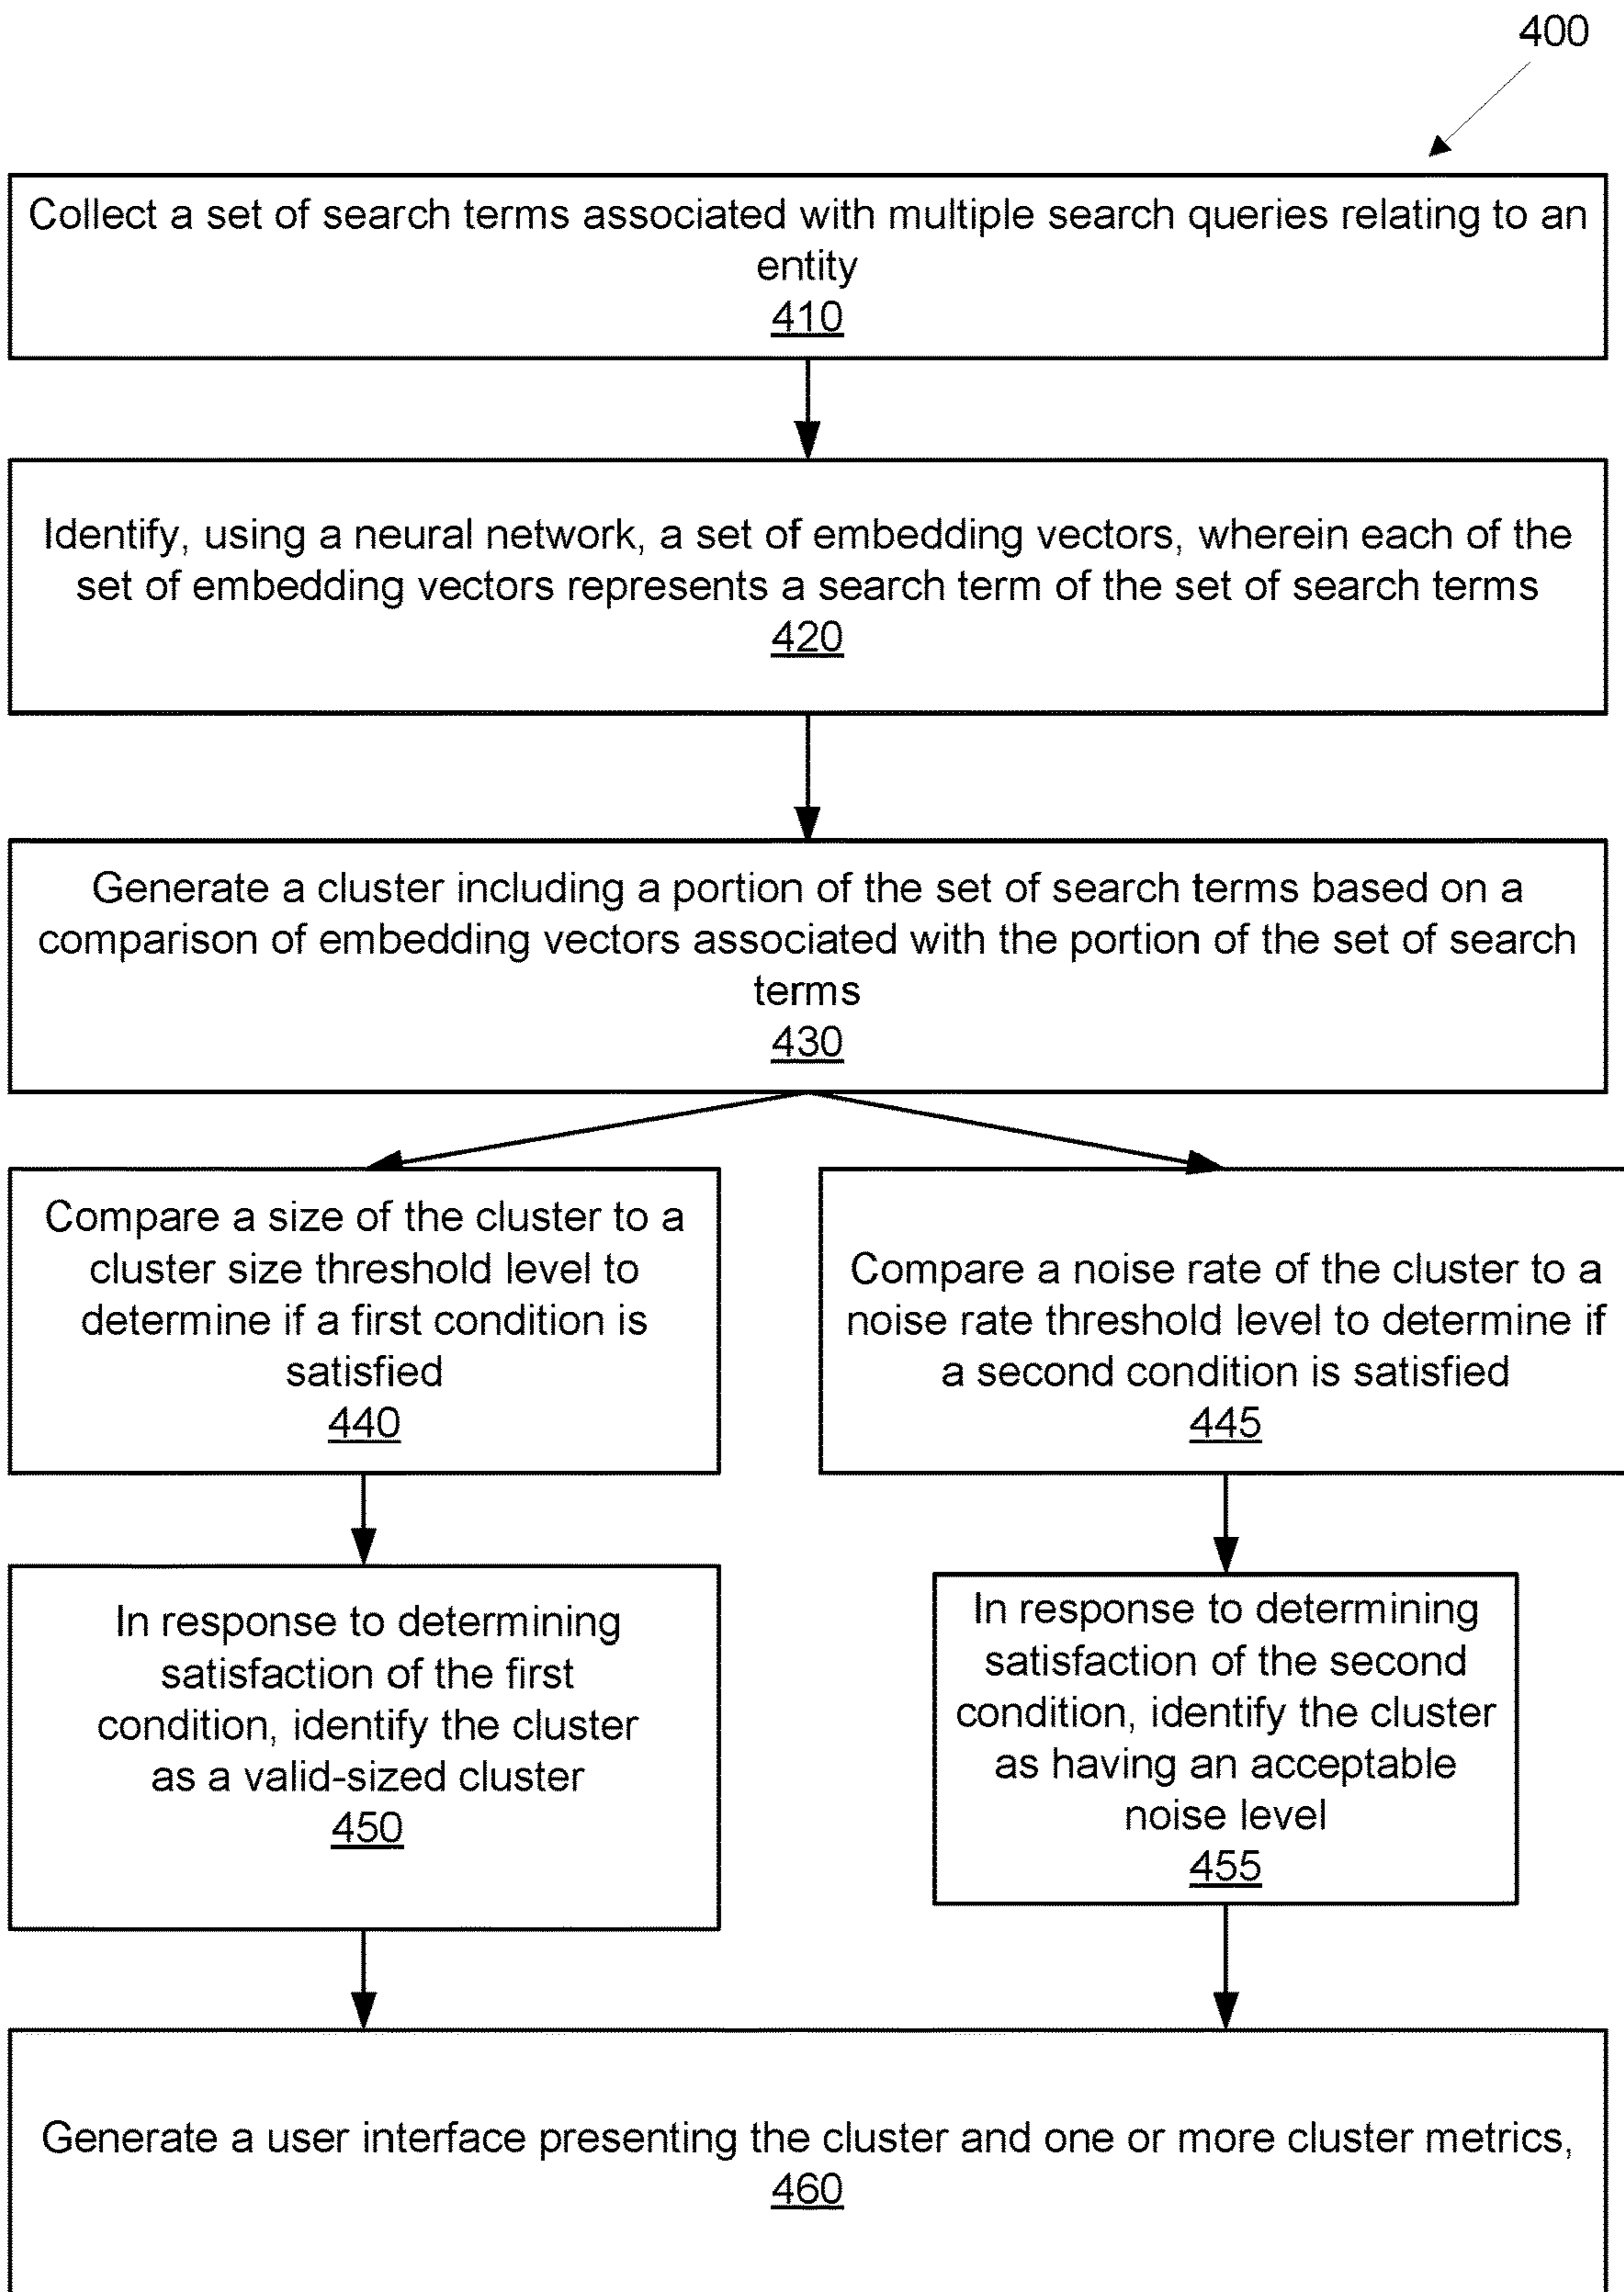 400
Collect a set of search terms associated with multiple search queries relating to an
entity
410
Identify, using a neural network, a set of embedding vectors, wherein each of the
set of embedding vectors represents a search term of the set of search terms
420
Generate a cluster including a portion of the set of search terms based on a
comparison of embedding vectors associated with the portion of the set of search
terms
430
Compare a size of the cluster to a
cluster size threshold level to
determine if a first condition is
satisfied
440
Compare a noise rate of the cluster to a
noise rate threshold level to determine if
a second condition is satisfied
445
In response to determining
satisfaction of the first
condition, identify the cluster
as a valid-sized cluster
450
In response to determining
satisfaction of the second
condition, identify the cluster
as having an acceptable
noise level
455
Generate a user interface presenting the cluster and one or more cluster metrics,
460